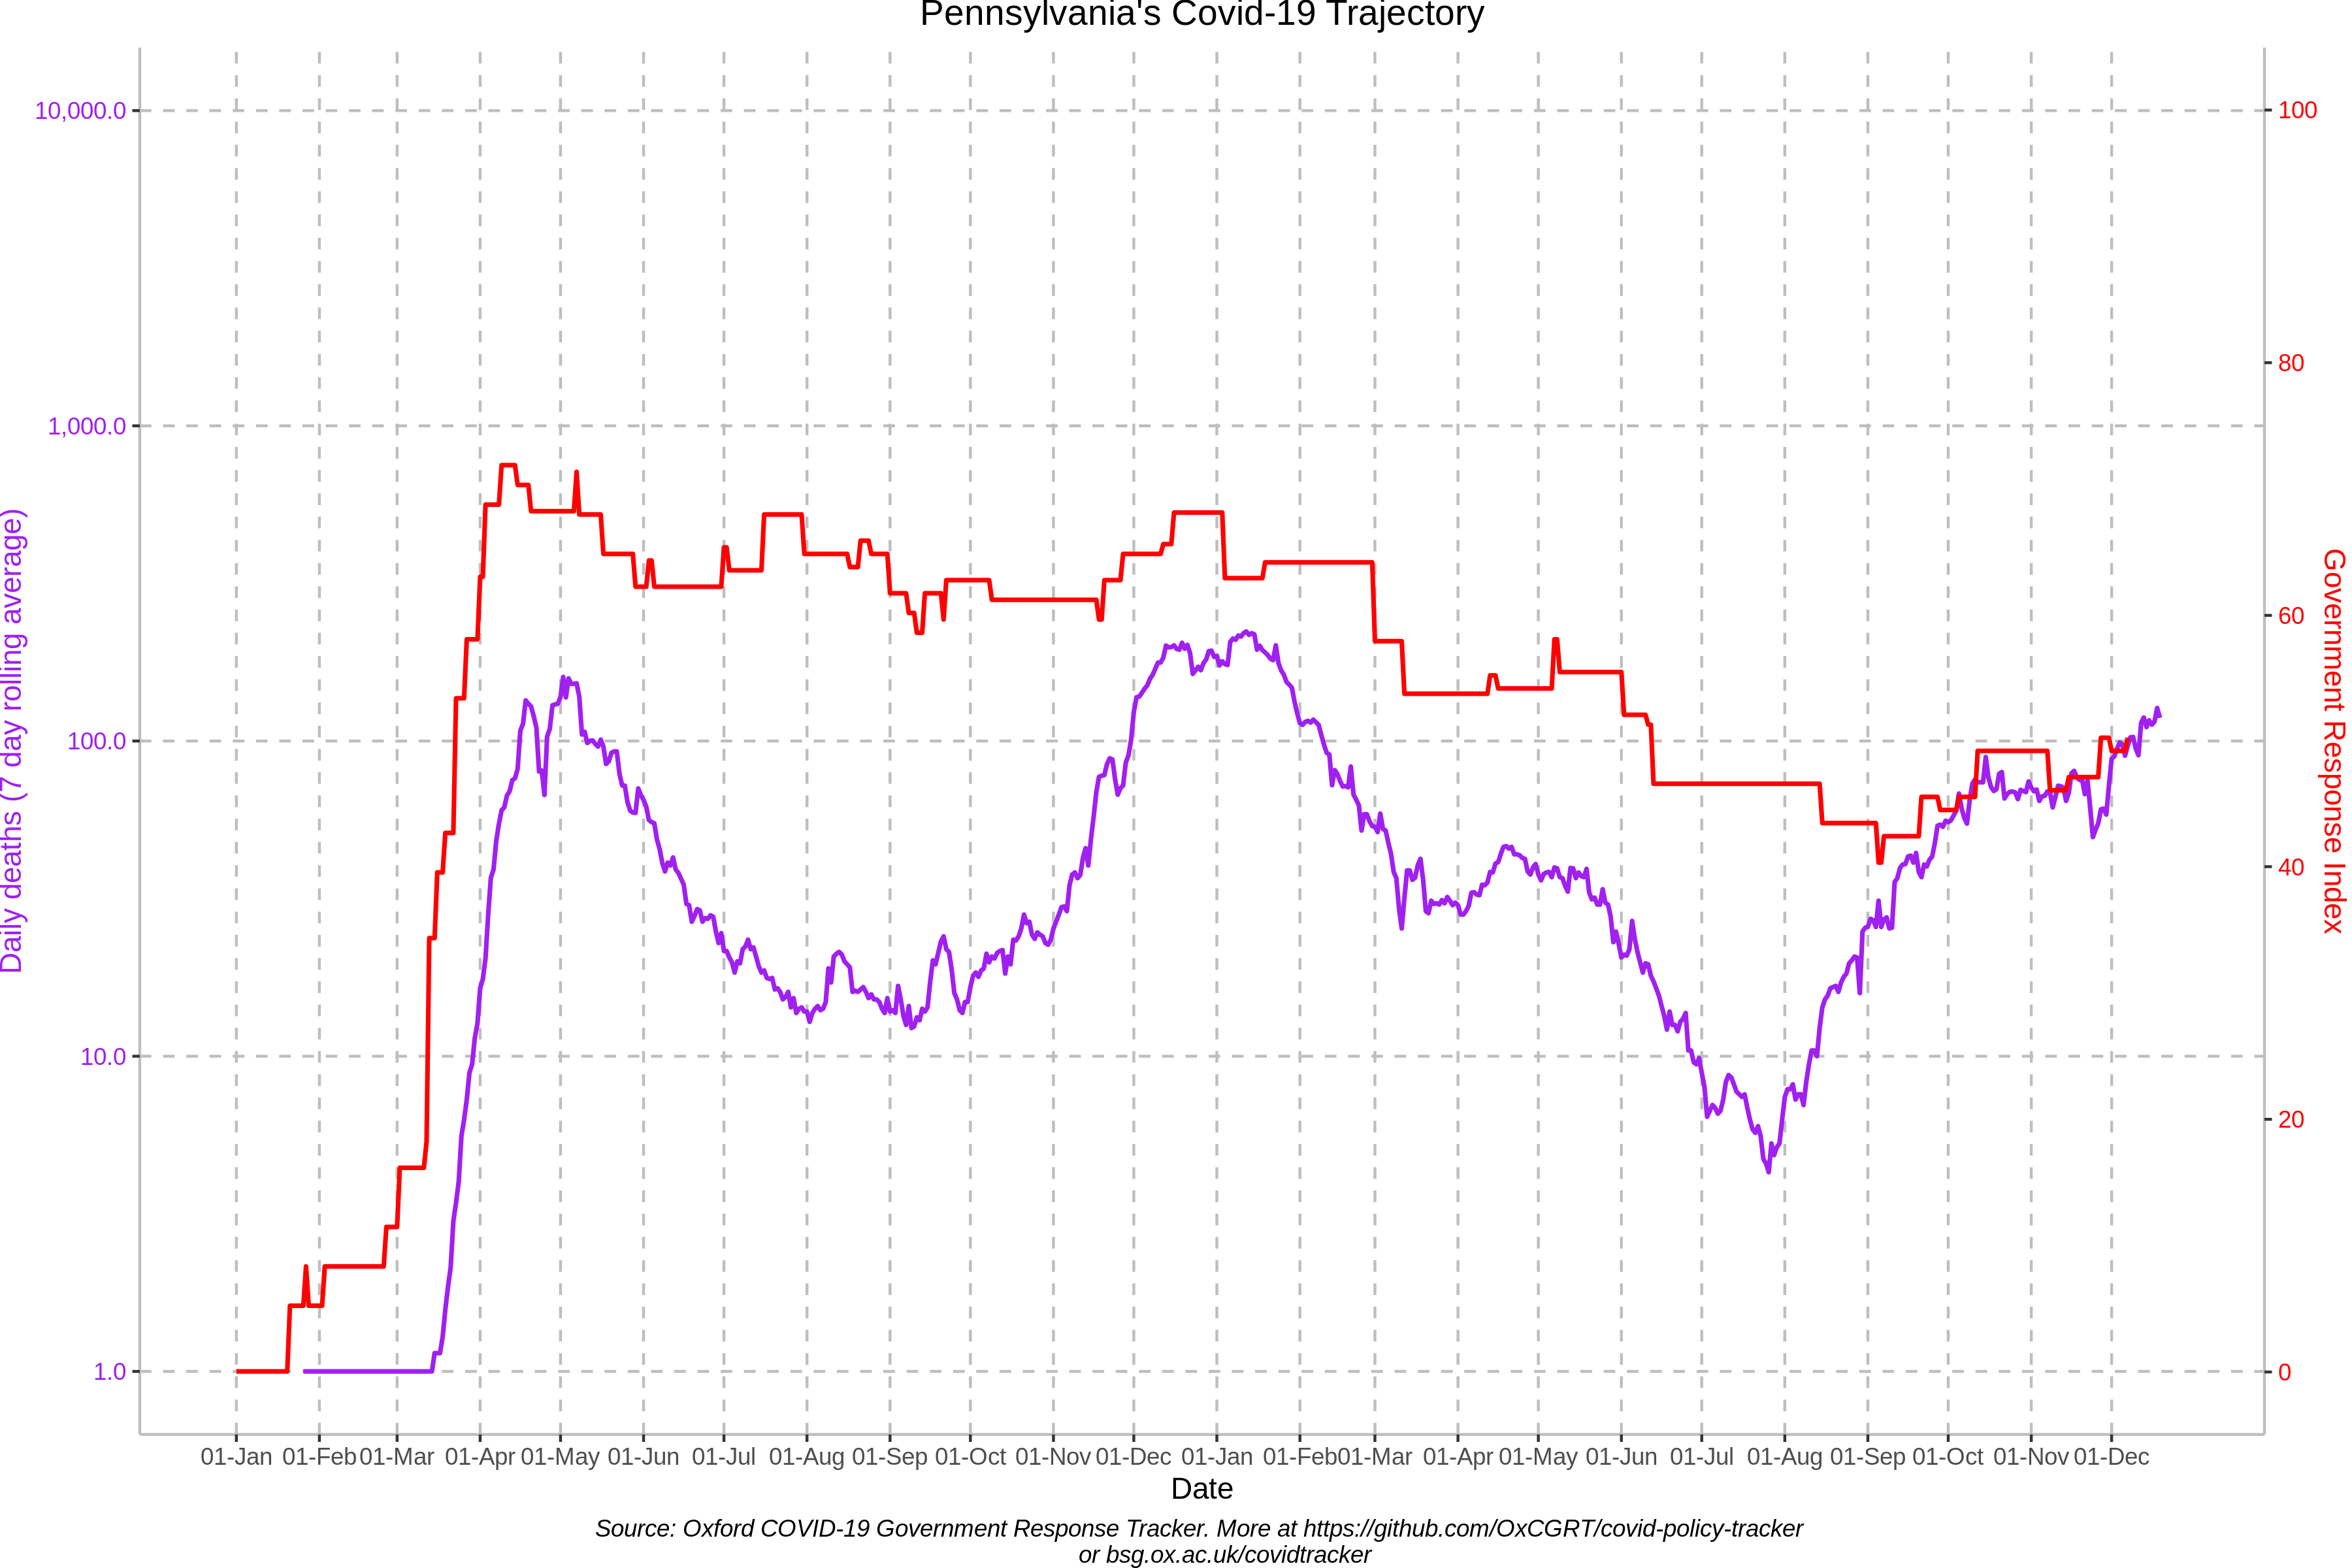 Pennsylvania's Covid-19 Trajectory
10,000.0
1,000.0
100.0
10.0
1.0
Daily deaths (7 day rolling average)
100
80
60
40
20
0
Government Response Index
01-Jan 01-Feb 01-Mar 01-Apr 01-May 01-Jun 01-Jul 01-Aug 01-Sep 01-Oct 01-Nov 01-Dec 01-Jan 01-Feb 01-Mar 01-Apr 01-May 01-Jun 01-Jul 01-Aug 01-Sep 01-Oct 01-Nov 01-Dec
Date
Source: Oxford COVID-19 Government Response Tracker. More at https://github.com/OxCGRT/covid-policy-tracker
or bsg.ox.ac.uk/covidtracker